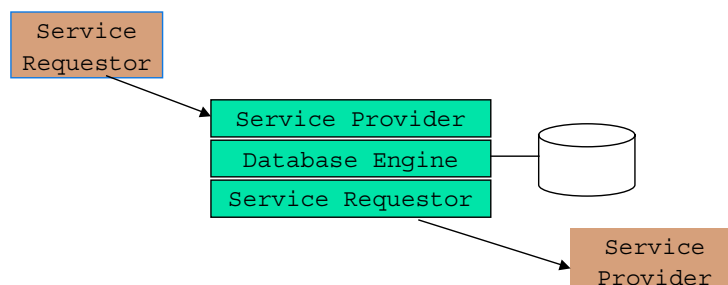 Service
Requestor
Service Provider
Database Engine
Service Requestor
Service
Provider